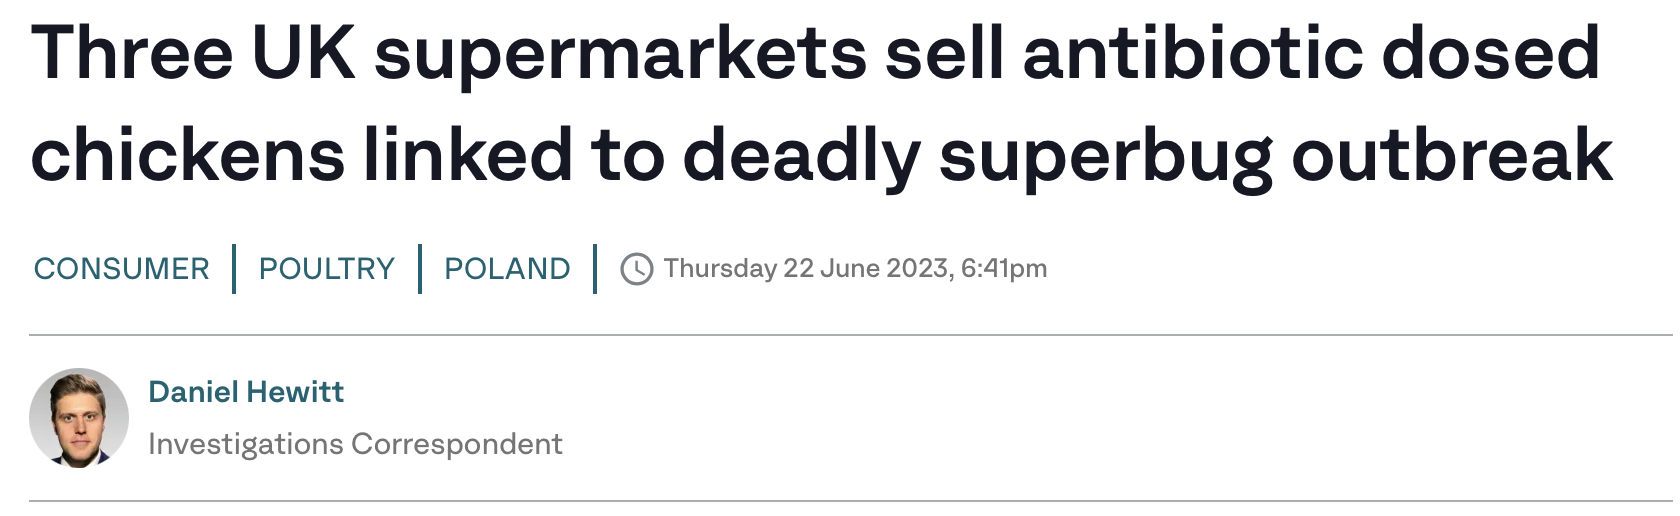 Three UK supermarkets sell antibiotic dosed
chickens linked to deadly superbug outbreak
CONSUMER | POULTRY | POLAND | Thursday 22 June 2023, 6:41pm
Daniel Hewitt
Investigations Correspondent